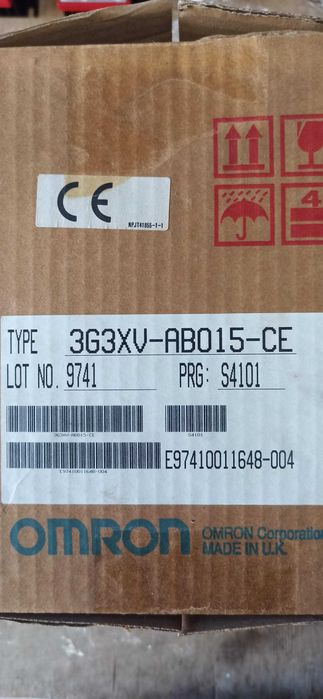 CE
NPJT41656-1-1
4
TYPE 3G3XV-AB015-CE
LOT NO. 9741 PRG: S4101
3G3XV-AB015-CE S4101
E97410011648-004
E97410011648-004
OMRON OMRON Corporation
MADE IN U.K.